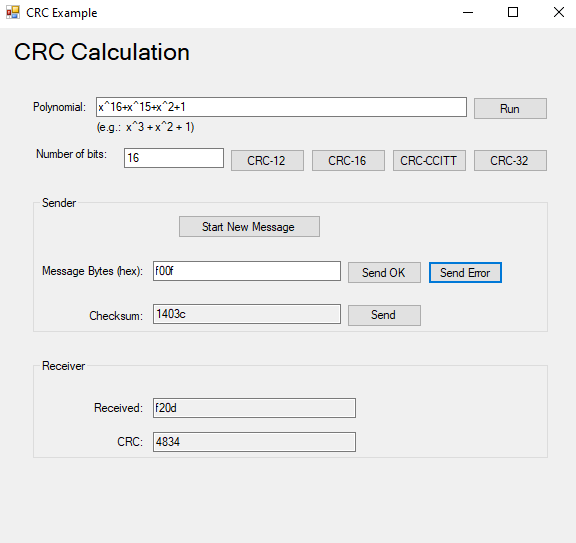 CRC Example
CRC Calculation
Polynomial: x^16+x^15+x^2+1 Run
(e.g.: x^3 + x^2 + 1)
Number of bits: 16 CRC-12 CRC-16 CRC-CCITT CRC-32
Sender
Start New Message
Message Bytes (hex): f00f Send OK Send Error
Checksum: 1403c Send
Receiver
Received: f20d
CRC: 4834